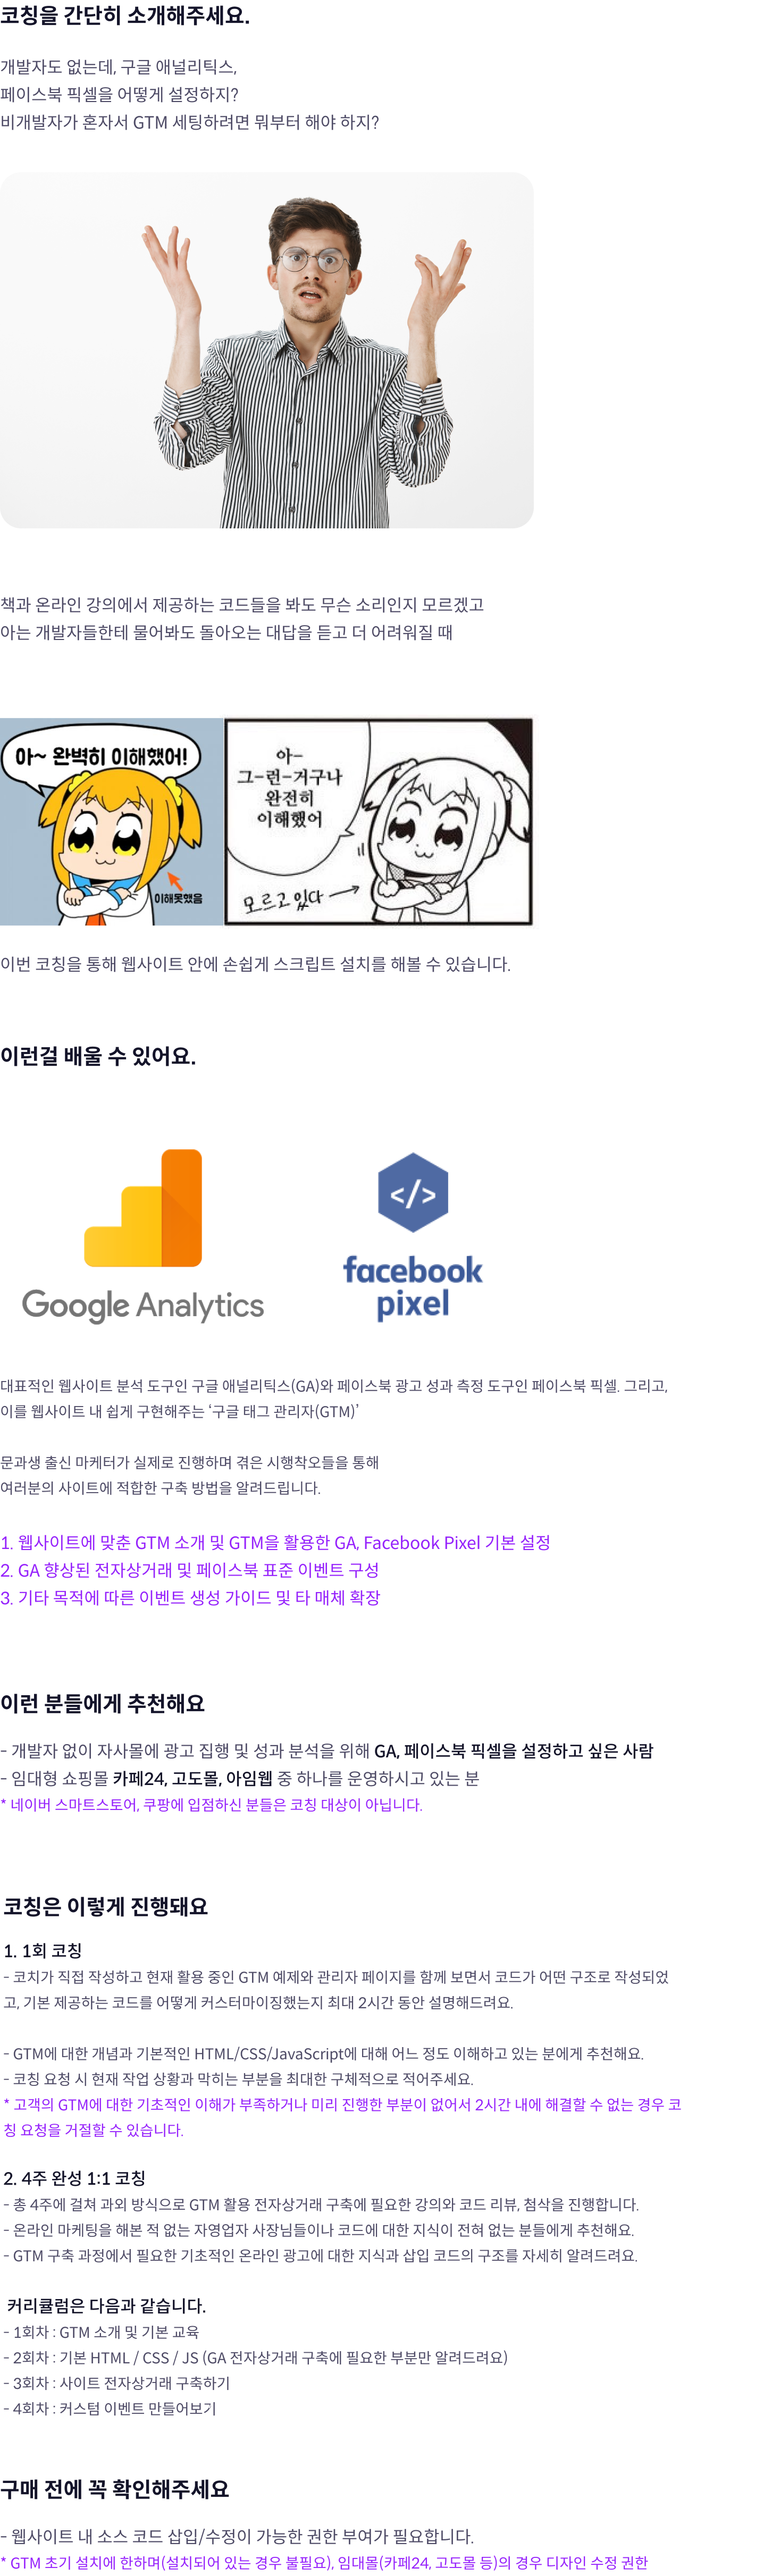 코칭을 간단히 소개해주세요.
개발자도 없는데, 구글 애널리틱스,
페이스북 픽셀을 어떻게 설정하지?
비개발자가 혼자서 GTM 세팅하려면 뭐부터 해야 하지?
책과 온라인 강의에서 제공하는 코드들을 봐도 무슨 소리인지 모르겠고
아는 개발자들한테 물어봐도 돌아오는 대답을 듣고 더 어려워질 때
아~ 완벽히 이해했어!
이해못했음
아-
그-런-거구나
완전히
이해했어
모르고 있다
이번 코칭을 통해 웹사이트 안에 손쉽게 스크립트 설치를 해볼 수 있습니다.
이런걸 배울 수 있어요.
</>
Google Analytics
facebook
pixel
대표적인 웹사이트 분석 도구인 구글 애널리틱스(GA)와 페이스북 광고 성과 측정 도구인 페이스북 픽셀. 그리고,
이를 웹사이트 내 쉽게 구현해주는 ‘구글 태그 관리자(GTM)’
문과생 출신 마케터가 실제로 진행하며 겪은 시행착오들을 통해
여러분의 사이트에 적합한 구축 방법을 알려드립니다.
1. 웹사이트에 맞춘 GTM 소개 및 GTM을 활용한 GA, Facebook Pixel 기본 설정
2. GA 향상된 전자상거래 및 페이스북 표준 이벤트 구성
3. 기타 목적에 따른 이벤트 생성 가이드 및 타 매체 확장
이런 분들에게 추천해요
- 개발자 없이 자사몰에 광고 집행 및 성과 분석을 위해 GA, 페이스북 픽셀을 설정하고 싶은 사람
- 임대형 쇼핑몰 카페24, 고도몰, 아임웹 중 하나를 운영하시고 있는 분
* 네이버 스마트스토어, 쿠팡에 입점하신 분들은 코칭 대상이 아닙니다.
코칭은 이렇게 진행돼요
1. 1회 코칭
- 코치가 직접 작성하고 현재 활용 중인 GTM 예제와 관리자 페이지를 함께 보면서 코드가 어떤 구조로 작성되었
고, 기본 제공하는 코드를 어떻게 커스터마이징했는지 최대 2시간 동안 설명해드려요.
- GTM에 대한 개념과 기본적인 HTML/CSS/JavaScript에 대해 어느 정도 이해하고 있는 분에게 추천해요.
- 코칭 요청 시 현재 작업 상황과 막히는 부분을 최대한 구체적으로 적어주세요.
* 고객의 GTM에 대한 기초적인 이해가 부족하거나 미리 진행한 부분이 없어서 2시간 내에 해결할 수 없는 경우 코
칭 요청을 거절할 수 있습니다.
2. 4주 완성 1:1 코칭
- 총 4주에 걸쳐 과외 방식으로 GTM 활용 전자상거래 구축에 필요한 강의와 코드 리뷰, 첨삭을 진행합니다.
- 온라인 마케팅을 해본 적 없는 자영업자 사장님들이나 코드에 대한 지식이 전혀 없는 분들에게 추천해요.
- GTM 구축 과정에서 필요한 기초적인 온라인 광고에 대한 지식과 삽입 코드의 구조를 자세히 알려드려요.
커리큘럼은 다음과 같습니다.
- 1회차 : GTM 소개 및 기본 교육
- 2회차 : 기본 HTML / CSS / JS (GA 전자상거래 구축에 필요한 부분만 알려드려요)
- 3회차 : 사이트 전자상거래 구축하기
- 4회차 : 커스텀 이벤트 만들어보기
구매 전에 꼭 확인해주세요
- 웹사이트 내 소스 코드 삽입/수정이 가능한 권한 부여가 필요합니다.
* GTM 초기 설치에 한하며(설치되어 있는 경우 불필요), 임대몰(카페24, 고도몰 등)의 경우 디자인 수정 권한